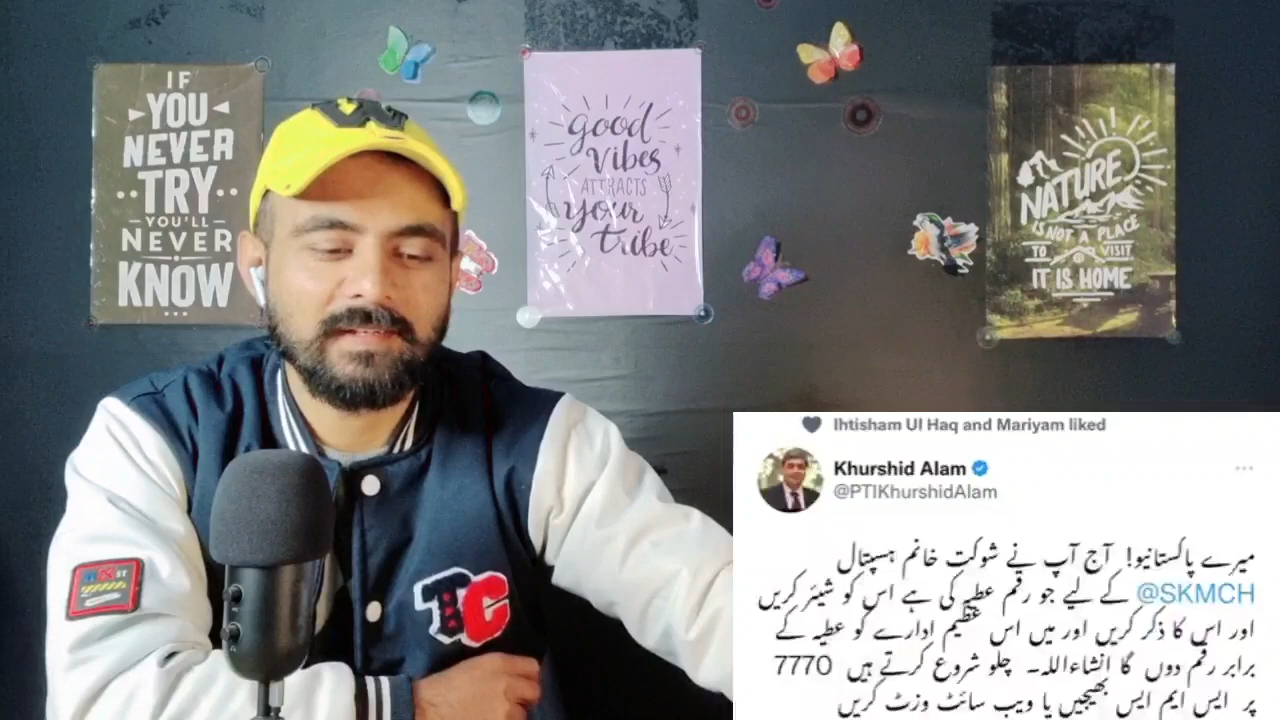 IF
YOU
NEVER
TRY
YOU'LL
NEVER
KNOW
...
good
vibes
ATTRACTS
your
tribe
NATURE
IS NOT A PLACE
TO VISIT
IT IS HOME
TC
Ihtisham Ul Haq and Mariyam liked
Khurshid Alam
@PTIKhurshidAlam
میرے پاکستانیو! آج آپ نے شوکت خانم ہسپتال
@SKMCH کے لیے جو رقم عطیہ کی ہے اس کو شیئر کریں
اور اس کا ذکر کریں اور میں اس عظیم ادارے کو عطیہ کے
برابر رقم دوں گا انشاءاللہ۔ چلو شروع کرتے ہیں 7770
پر ایس ایم ایس بھیجیں یا ویب سائٹ وزٹ کریں